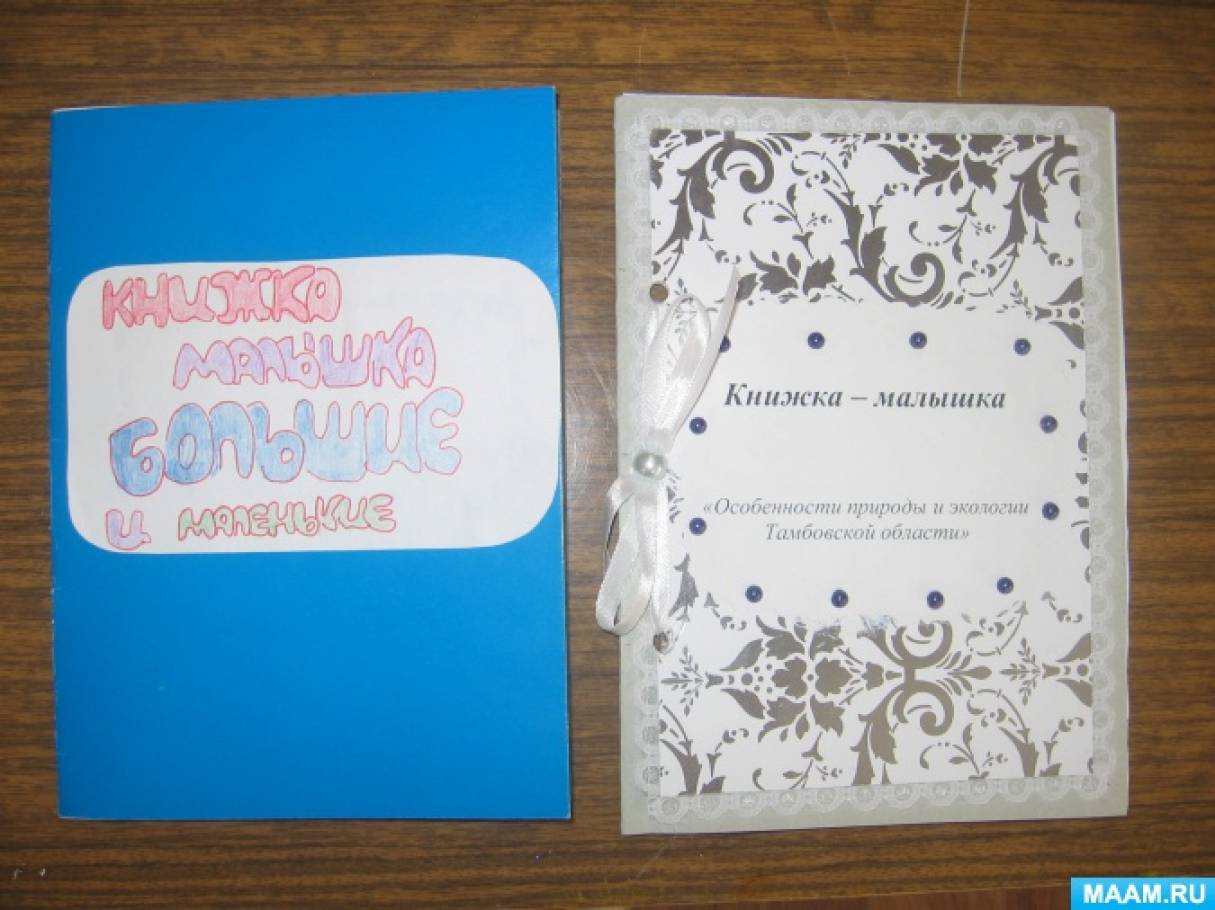 КНИЖКА
МАЛЫШКА
БОЛЬШИЕ
И МАЛЕНЬКИЕ
Книжка – малышка
«Особенности природы и экологии
Тамбовской области»
MAAM.RU